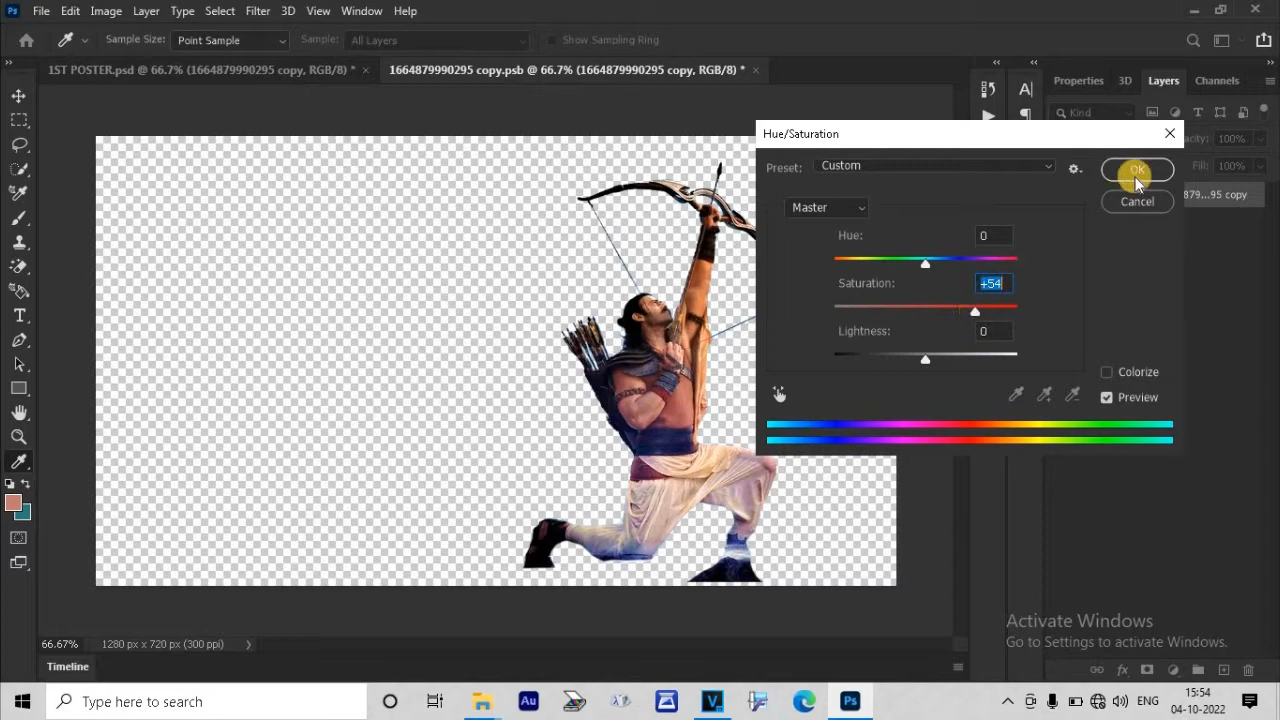 Ps File Edit Image Layer Type Select Filter 3D View Window Help
Sample Size: Point Sample Sample: All Layers Show Sampling Ring
1ST POSTER.psd @ 66.7% (1664879990295 copy, RGB/8) * 1664879990295 copy.psb @ 66.7% (1664879990295 copy, RGB/8) *
Properties 3D Layers Channels
Kind
Hue/Saturation
acity: 100%
Preset: Custom OK
Fill: 100%
879...95 copy
Cancel
Master
Hue: 0
Saturation: +54
Lightness: 0
Colorize
Preview
Activate Windows
Go to Settings to activate Windows.
66.67% 1280 px x 720 px (300 ppi)
Timeline
Type here to search Au V Ps ENG 15:54
04-10-2022